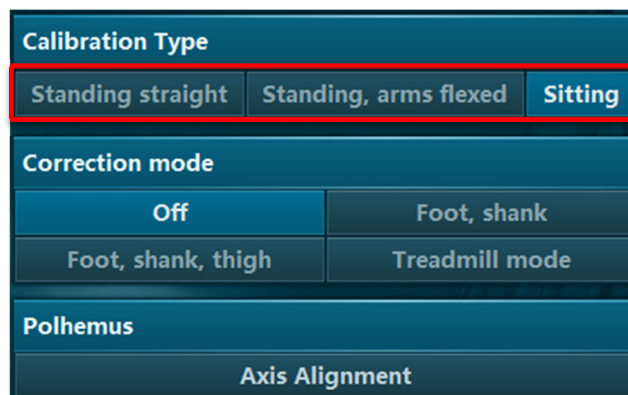 Calibration Type
Standing straight Standing, arms flexed Sitting
Correction mode
Off Foot, shank
Foot, shank, thigh Treadmill mode
Polhemus
Axis Alignment